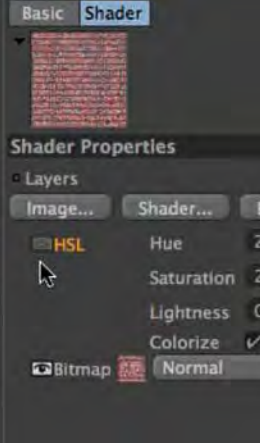 Basic Shader
Shader Properties
Layers
Image... Shader...
HSL Hue
Saturation
Lightness
Colorize
Bitmap Normal